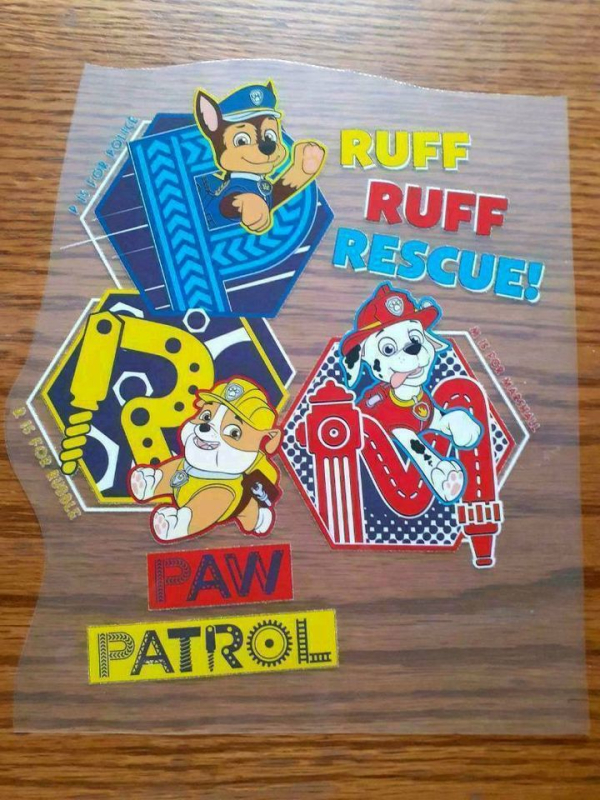 P IS FOR POLICE
RUFF
RUFF
RESCUE!
R IS FOR RUBBLE
M IS FOR MARSHALL
PAW
PATROL